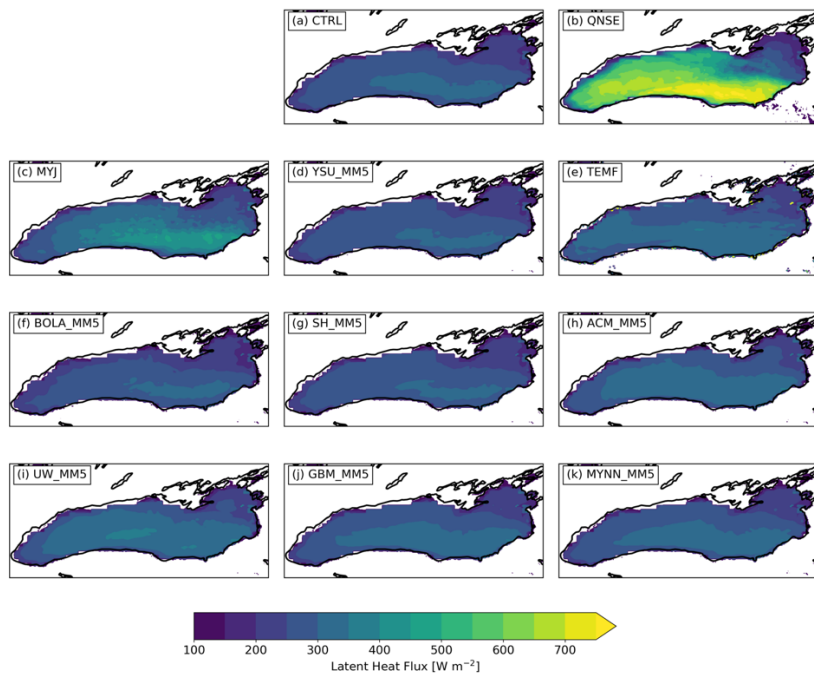 (a) CTRL
(b) QNSE
(c) MYJ
(d) YSU_MM5
(e) TEMF
(f) BOLA_MM5
(g) SH_MM5
(h) ACM_MM5
(i) UW_MM5
(j) GBM_MM5
(k) MYNN_MM5
100 200 300 400 500 600 700
Latent Heat Flux [W m⁻²]